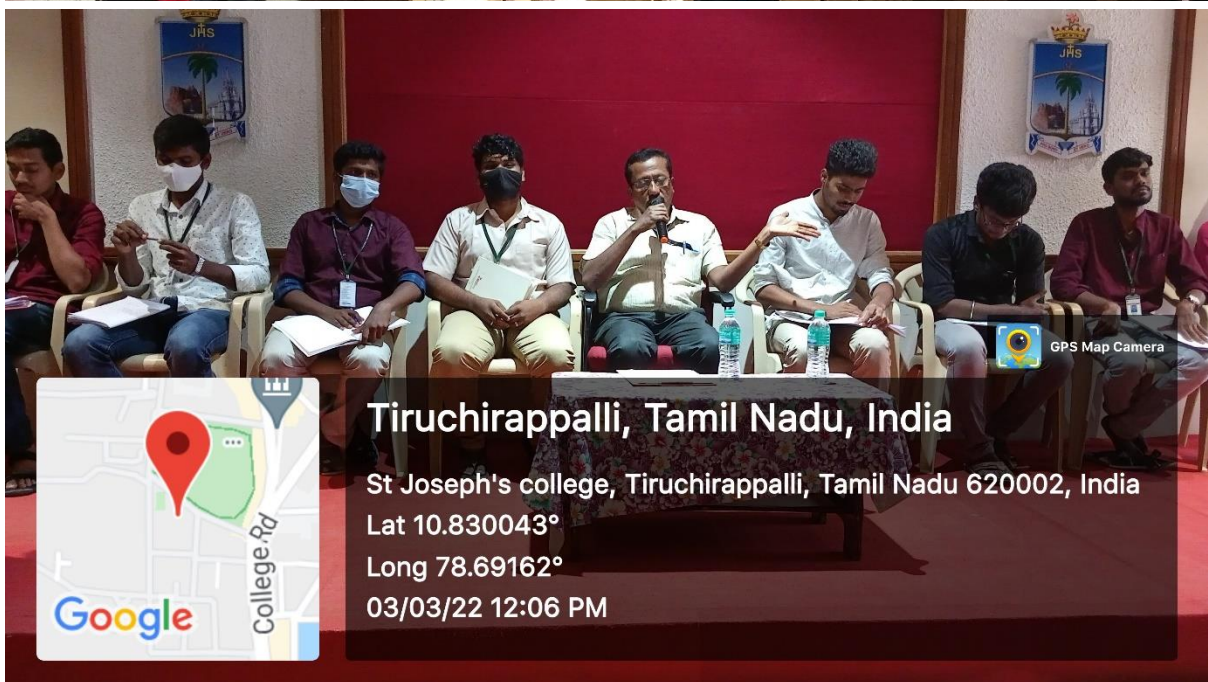 JHS
JHS
GPS Map Camera
Tiruchirappalli, Tamil Nadu, India
St Joseph's college, Tiruchirappalli, Tamil Nadu 620002, India
Lat 10.830043°
Long 78.69162°
03/03/22 12:06 PM
College Rd
Google